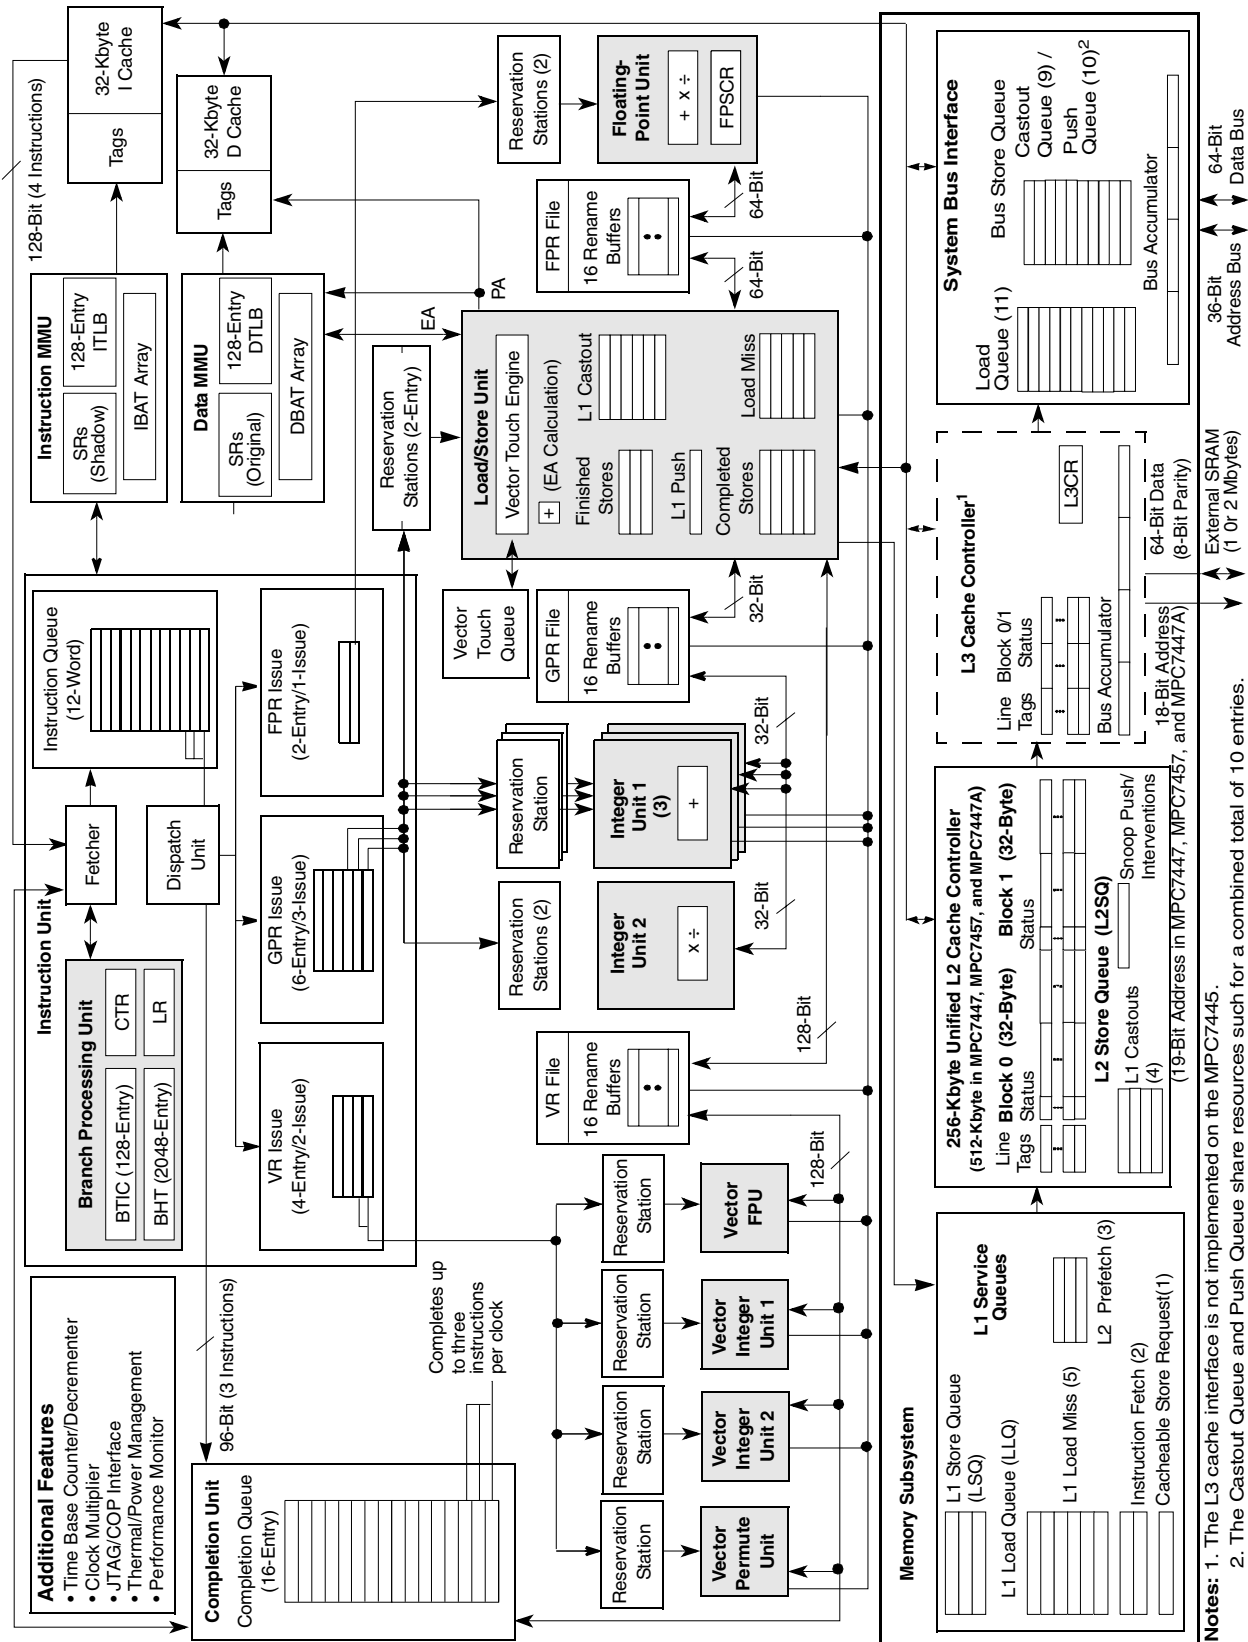 Additional Features
• Time Base Counter/Decrementer
• Clock Multiplier
• JTAG/COP Interface
• Thermal/Power Management
• Performance Monitor
Instruction Unit
Branch Processing Unit
BTIC (128-Entry)
CTR
BHT (2048-Entry)
LR
Fetcher
Instruction Queue
(12-Word)
Dispatch
Unit
128-Bit (4 Instructions)
96-Bit (3 Instructions)
VR Issue
(4-Entry/2-Issue)
GPR Issue
(6-Entry/3-Issue)
FPR Issue
(2-Entry/1-Issue)
Instruction MMU
SRs
(Shadow)
128-Entry
ITLB
IBAT Array
Tags
32-Kbyte
I Cache
Data MMU
SRs
(Original)
128-Entry
DTLB
DBAT Array
Tags
32-Kbyte
D Cache
Completion Unit
Completion Queue
(16-Entry)
Completes up
to three
instructions
per clock
EA
PA
Reservation
Stations (2-Entry)
Reservation
Station
Reservation
Station
Reservation
Station
Reservation
Station
Vector
Permute
Unit
Vector
Integer
Unit 2
Vector
Integer
Unit 1
Vector
FPU
VR File
16 Rename
Buffers
128-Bit
128-Bit
Reservation
Stations (2)
Integer
Unit 2
x ÷
Reservation
Station
Integer
Unit 1
(3)
+
32-Bit
32-Bit
GPR File
16 Rename
Buffers
32-Bit
Vector
Touch
Queue
Load/Store Unit
Vector Touch Engine
+ (EA Calculation)
Finished
Stores
L1 Castout
L1 Push
Completed
Stores
Load Miss
FPR File
16 Rename
Buffers
64-Bit
64-Bit
Reservation
Stations (2)
Floating-
Point Unit
+ x ÷
FPSCR
Memory Subsystem
L1 Store Queue
(LSQ)
L1 Load Queue (LLQ)
L1 Load Miss (5)
Instruction Fetch (2)
Cacheable Store Request(1)
L1 Service
Queues
L2 Prefetch (3)
256-Kbyte Unified L2 Cache Controller
(512-Kbyte in MPC7447, MPC7457, and MPC7447A)
Line Block 0 (32-Byte) Block 1 (32-Byte)
Tags Status Status
L2 Store Queue (L2SQ)
L1 Castouts
(4)
Snoop Push/
Interventions
L3 Cache Controller1
Line Block 0/1
Tags Status
L3CR
Bus Accumulator
18-Bit Address
(19-Bit Address in MPC7447, MPC7457, and MPC7447A)
64-Bit Data
(8-Bit Parity)
External SRAM
(1 0r 2 Mbytes)
System Bus Interface
Load
Queue (11)
Bus Store Queue
Castout
Queue (9) /
Push
Queue (10)2
Bus Accumulator
36-Bit
Address Bus
64-Bit
Data Bus
Notes: 1. The L3 cache interface is not implemented on the MPC7445.
2. The Castout Queue and Push Queue share resources such for a combined total of 10 entries.